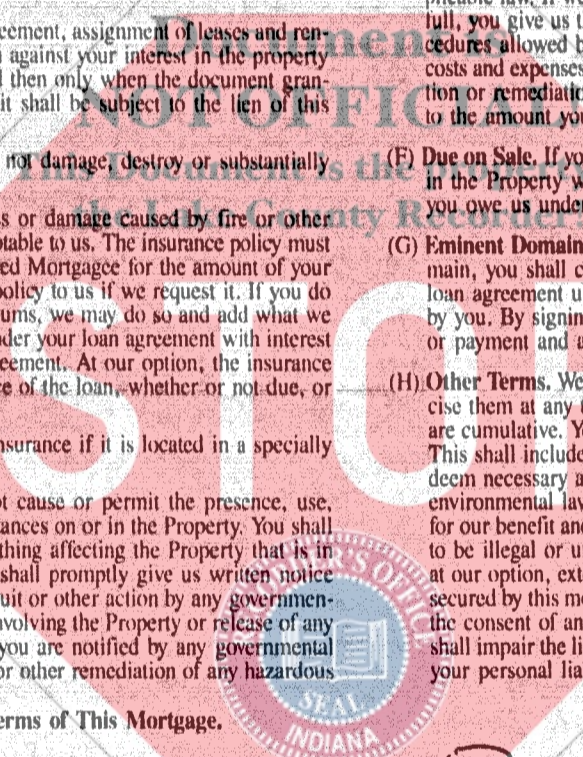 eement, assignment of leases and ren-
against your interest in the property
then only when the document gran-
it shall be subject to the lien of this
not damage, destroy or substantially
s or damage caused by fire or other
ptable to us. The insurance policy must
ed Mortgagee for the amount of your
policy to us if we request it. If you do
ums, we may do so and add what we
der your loan agreement with interest
eement. At our option, the insurance
e of the loan, whether or not due, or
nsurance if it is located in a specially
ot cause or permit the presence, use,
tances on or in the Property. You shall
thing affecting the Property that is in
shall promptly give us written notice
uit or other action by any governmen-
nvolving the Property or release of any
you are notified by any governmental
or other remediation of any hazardous
erms of This Mortgage.
full, you give us
cedures allowed b
costs and expenses
tion or remediatio
to the amount you
(F) Due on Sale. If you
in the Property w
you owe us under
(G) Eminent Domain
main, you shall
loan agreement u
by you. By signin
or payment and a
(H) Other Terms. We
cise them at any
are cumulative. Y
This shall include
deem necessary a
environmental la
for our benefit an
to be illegal or u
at our option, ext
secured by this mo
the consent of an
shall impair the li
your personal lia
Document is
NOT OFFICIAL
This Document is the property
the Lake County Recorder
STOP
RECORDER'S OFFICE
SEAL
INDIANA